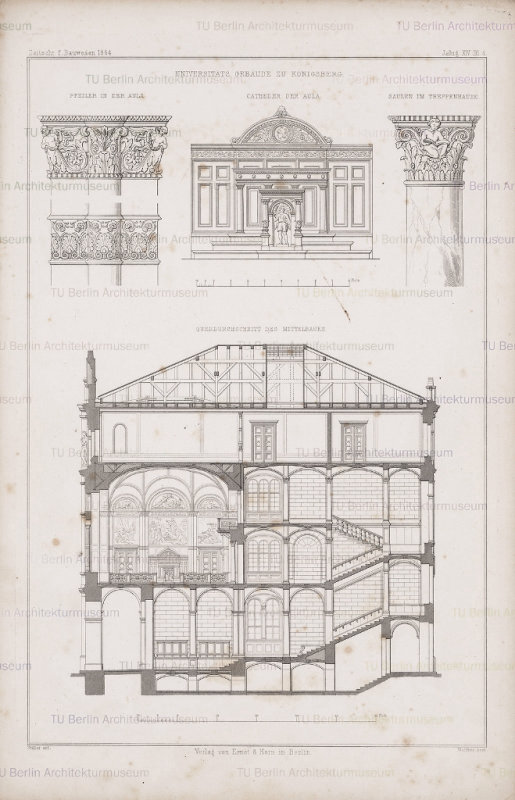 Zeitschr. f. Bauwesen 1864
Jahrg. XIV. Bl. 4.
UNIVERSITÄTS GEBÄUDE ZU KÖNIGSBERG.
PFEILER IN DER AULA.
CATHEDER DER AULA.
SÄULEN IM TREPPENHAUSE.
QUERDURCHSCHNITT DES MITTELBAUES.
Verlag von Ernst & Korn in Berlin.
TU Berlin Architekturmuseum